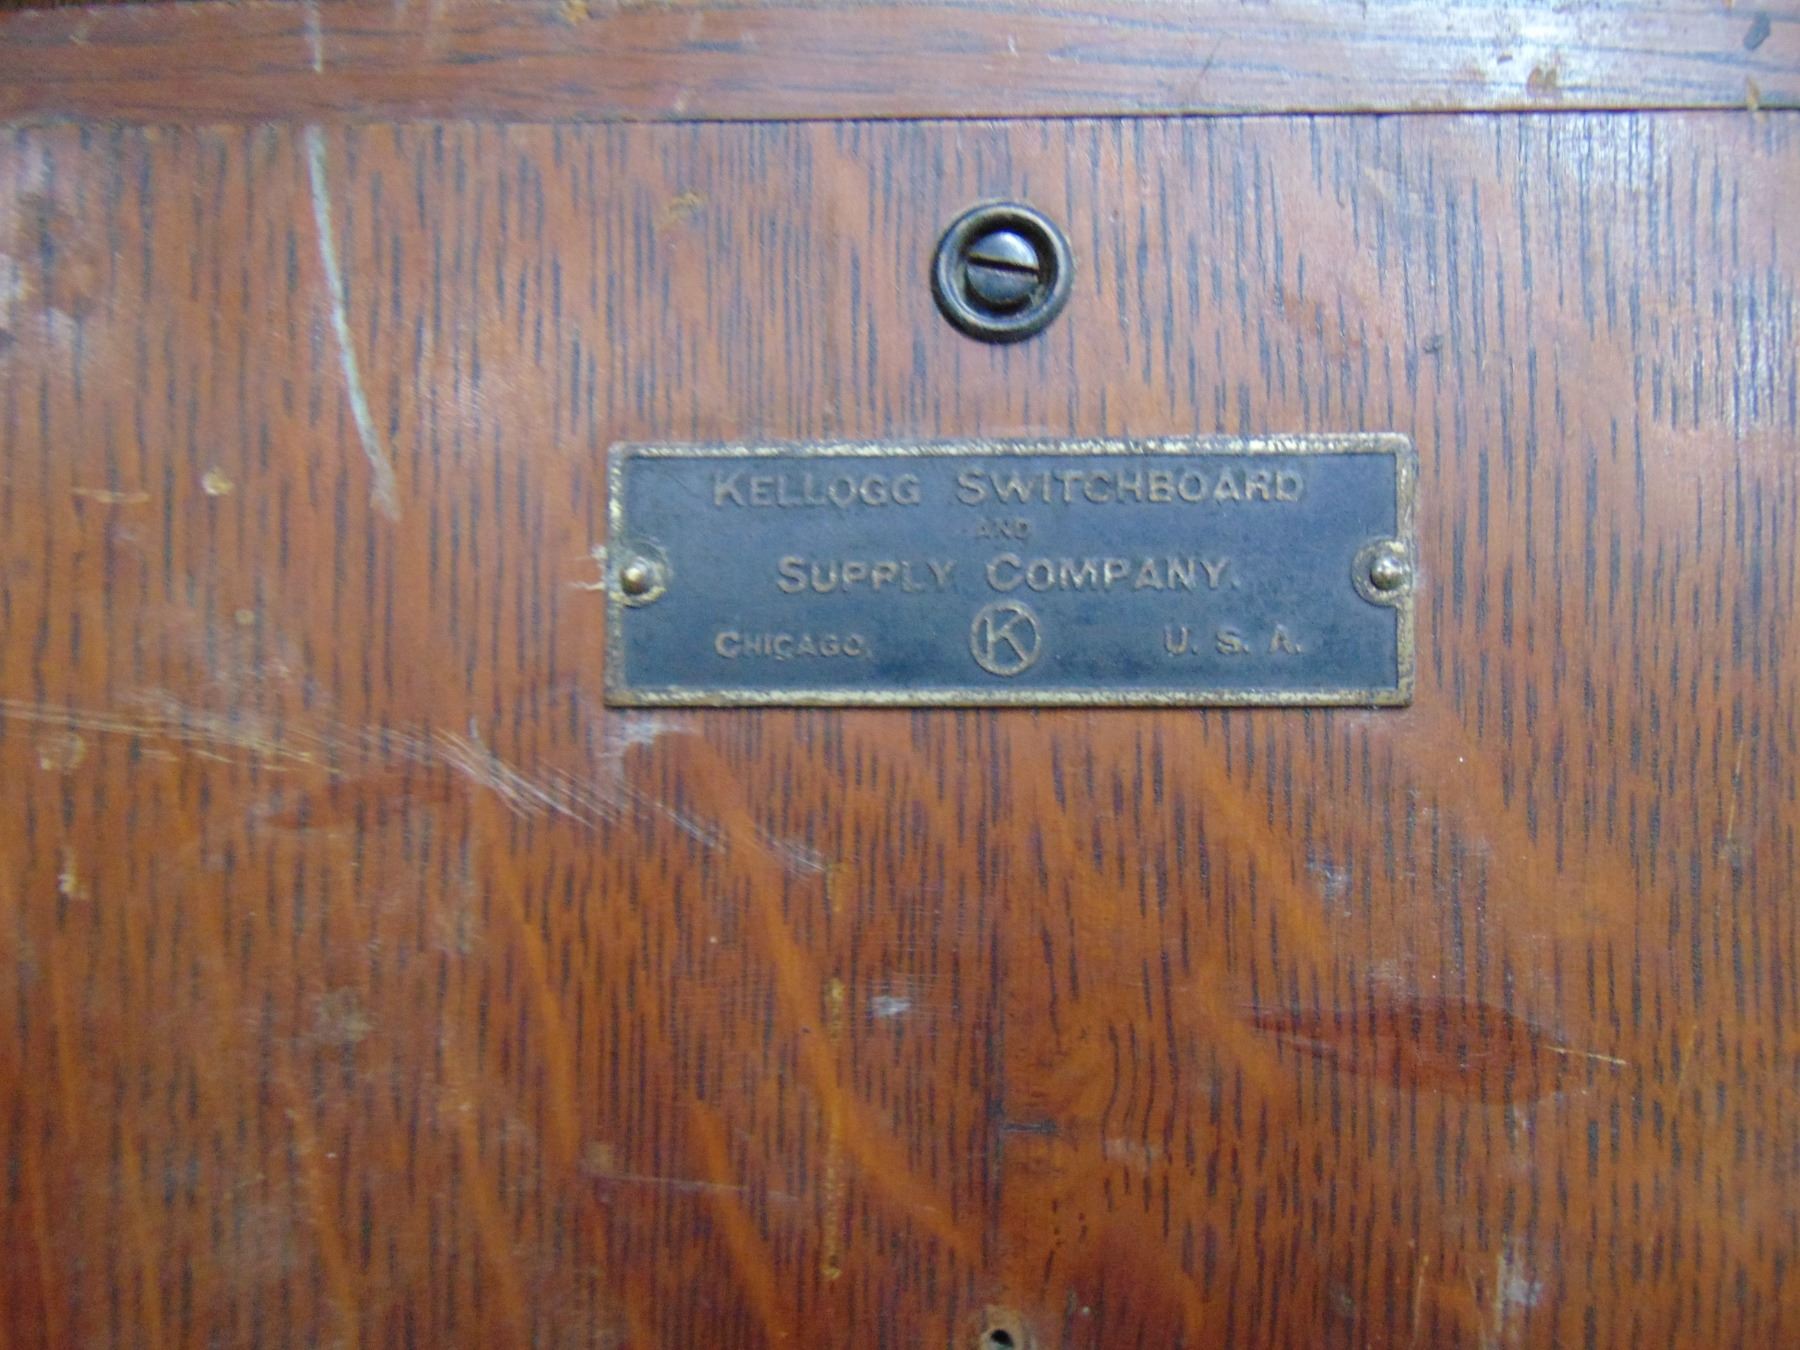 KELLOGG SWITCHBOARD
AND
SUPPLY COMPANY.
CHICAGO, K U. S. A.